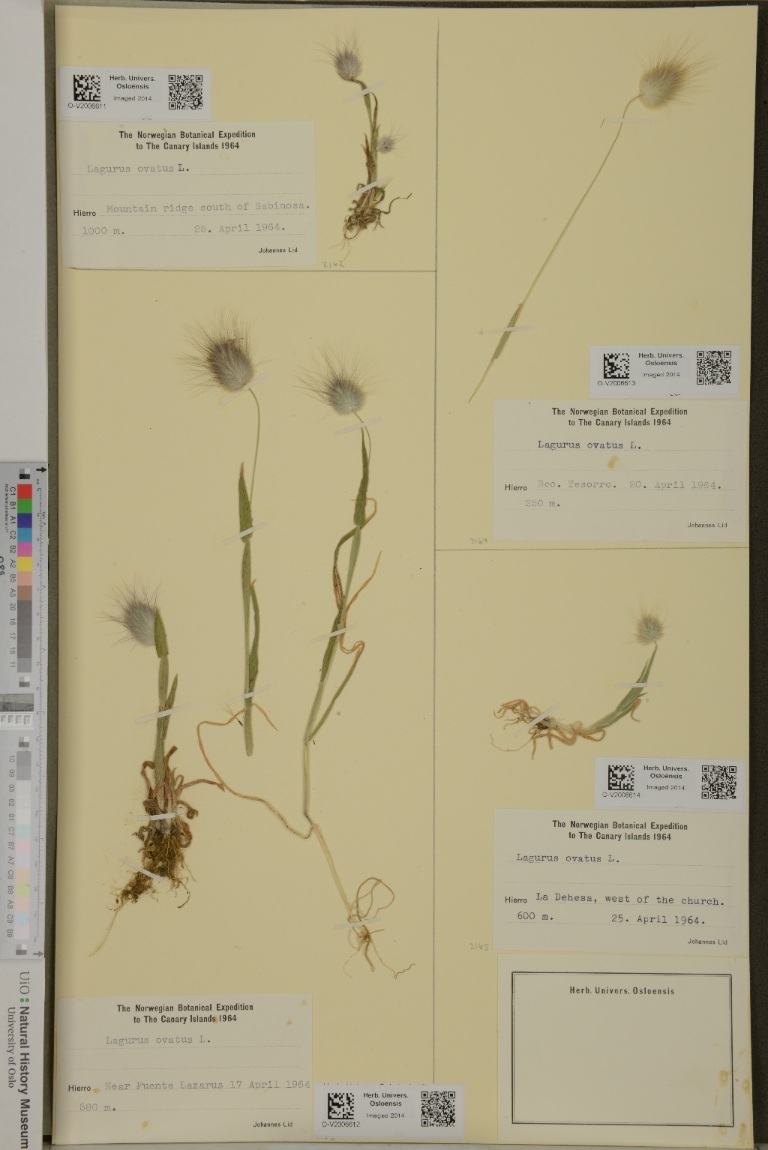 Herb. Univers.
Osloensis
Imaged 2014
O-V2006611
The Norwegian Botanical Expedition
to The Canary Islands 1964
Lagurus ovatus L.
Hierro Mountain ridge south of Sabinosa.
1000 m. 25. April 1964.
Johannes Lid
2142
Herb. Univers.
Osloensis
Imaged 2014
O-V2006613
The Norwegian Botanical Expedition
to The Canary Islands 1964
Lagurus ovatus L.
Hierro Bco. Tesorro. 20. April 1964.
250 m.
Johannes Lid
Herb. Univers.
Osloensis
Imaged 2014
O-V2006614
The Norwegian Botanical Expedition
to The Canary Islands 1964
Lagurus ovatus L.
Hierro La Dehesa, west of the church.
600 m. 25. April 1964.
Johannes Lid
2145
Herb. Univers. Osloensis
The Norwegian Botanical Expedition
to The Canary Islands 1964
Lagurus ovatus L.
Hierro Near Puente Lazarus 17 April 1964
680 m.
Johannes Lid
Herb. Univers.
Osloensis
Imaged 2014
O-V2006612
UiO Natural History Museum
University of Oslo